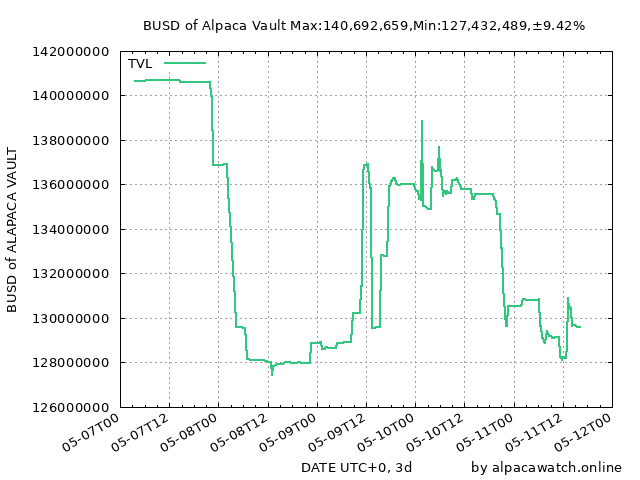 BUSD of Alpaca Vault Max:140,692,659,Min:127,432,489,±9.42%
142000000
TVL
140000000
138000000
136000000
134000000
132000000
130000000
128000000
126000000
BUSD of ALAPACA VAULT
05-07T00
05-07T12
05-08T00
05-08T12
05-09T00
05-09T12
05-10T00
05-10T12
05-11T00
05-11T12
05-12T00
DATE UTC+0, 3d
by alpacawatch.online